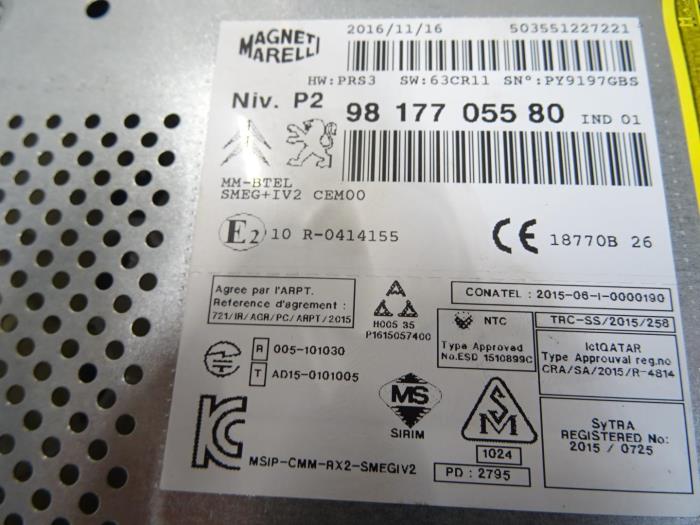 MAGNETI MARELLI
2016/11/16 503551227221
HW:PRS3 SW:63CR11 SN°:PY9197GBS
Niv. P2 98 177 055 80 IND 01
MM-BTEL
SMEG+IV2 CEM00
E2 10 R-0414155
CE 18770B 26
Agree par l'ARPT.
Reference d'agrement :
721/IR/AGR/PC/ARPT/2015
A
H005 35
P1615057400
CONATEL : 2015-06-I-0000190
NTC
Type Approved
No.ESD 1510899C
TRC-SS/2015/258
IctQATAR
Type Approuval reg.no
CRA/SA/2015/R-4814
R 005-101030
T AD15-0101005
MS
SIRIM
S M
1024
PD : 2795
SyTRA
REGISTERED No:
2015 / 0725
KC
MSIP-CMM-RX2-SMEGIV2